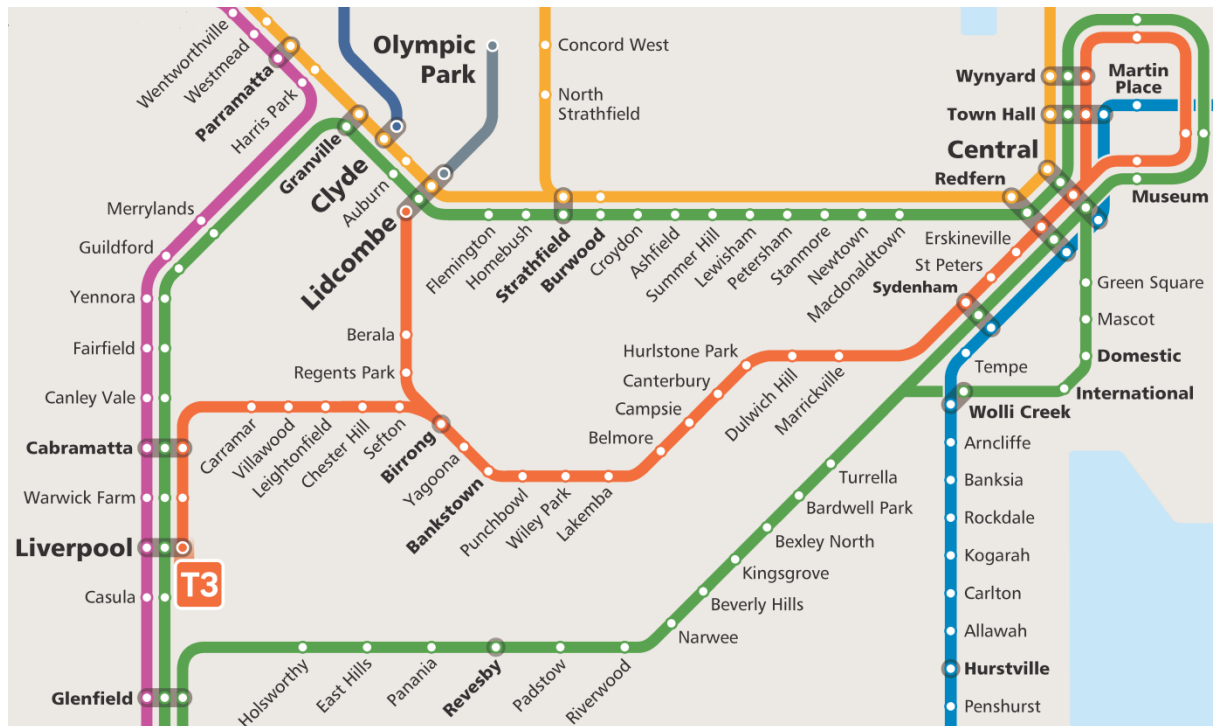 Wentworthville
Westmead
Parramatta
Harris Park
Granville
Clyde
Auburn
Lidcombe
Olympic
Park
Concord West
North
Strathfield
Flemington
Homebush
Strathfield
Burwood
Croydon
Ashfield
Summer Hill
Lewisham
Petersham
Stanmore
Newtown
Macdonaldtown
Redfern
Central
Town Hall
Wynyard
Martin
Place
Museum
Erskineville
St Peters
Sydenham
Green Square
Mascot
Domestic
International
Wolli Creek
Tempe
Arncliffe
Banksia
Rockdale
Kogarah
Carlton
Allawah
Hurstville
Penshurst
Merrylands
Guildford
Yennora
Fairfield
Canley Vale
Cabramatta
Warwick Farm
Liverpool
T3
Casula
Glenfield
Berala
Regents Park
Carramar
Villawood
Leightonfield
Chester Hill
Sefton
Birrong
Yagoona
Bankstown
Punchbowl
Wiley Park
Lakemba
Belmore
Campsie
Canterbury
Hurlstone Park
Dulwich Hill
Marrickville
Turrella
Bardwell Park
Bexley North
Kingsgrove
Beverly Hills
Narwee
Riverwood
Padstow
Revesby
Panania
East Hills
Holsworthy